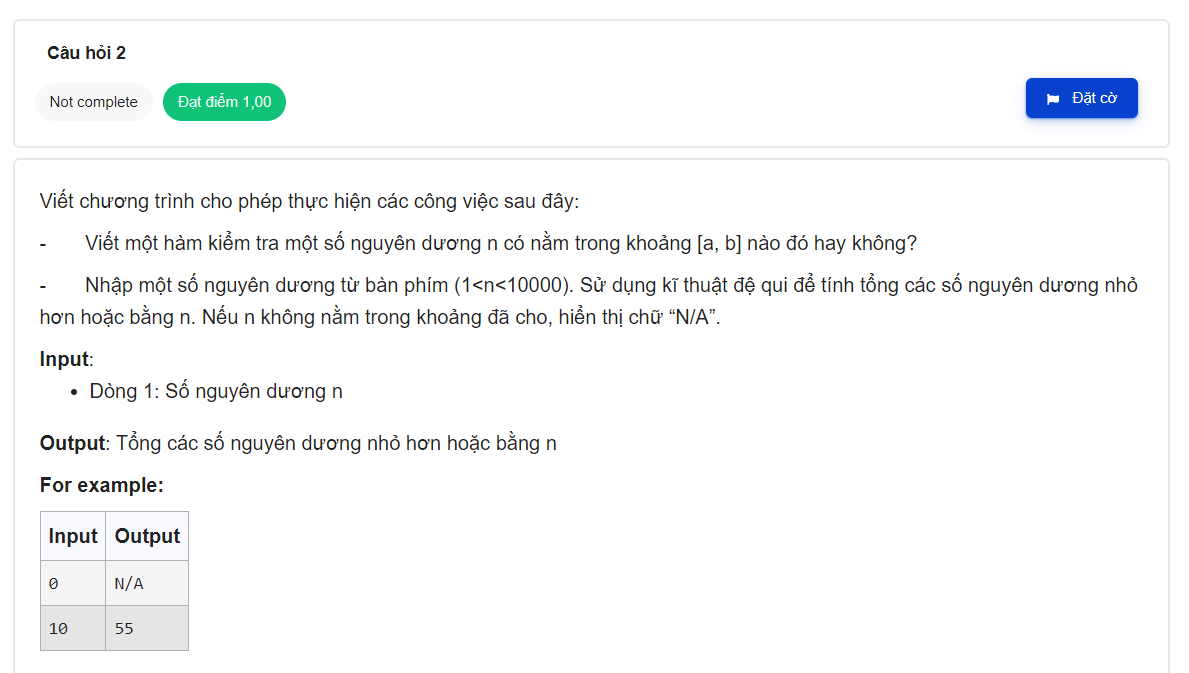 Câu hỏi 2
Not complete
Đạt điểm 1,00
Đặt cờ
Viết chương trình cho phép thực hiện các công việc sau đây:
- Viết một hàm kiểm tra một số nguyên dương n có nằm trong khoảng [a, b] nào đó hay không?
- Nhập một số nguyên dương từ bàn phím (1<n<10000). Sử dụng kĩ thuật đệ qui để tính tổng các số nguyên dương nhỏ
hơn hoặc bằng n. Nếu n không nằm trong khoảng đã cho, hiển thị chữ “N/A”.
Input:
• Dòng 1: Số nguyên dương n
Output: Tổng các số nguyên dương nhỏ hơn hoặc bằng n
For example:
Input Output
0 N/A
10 55